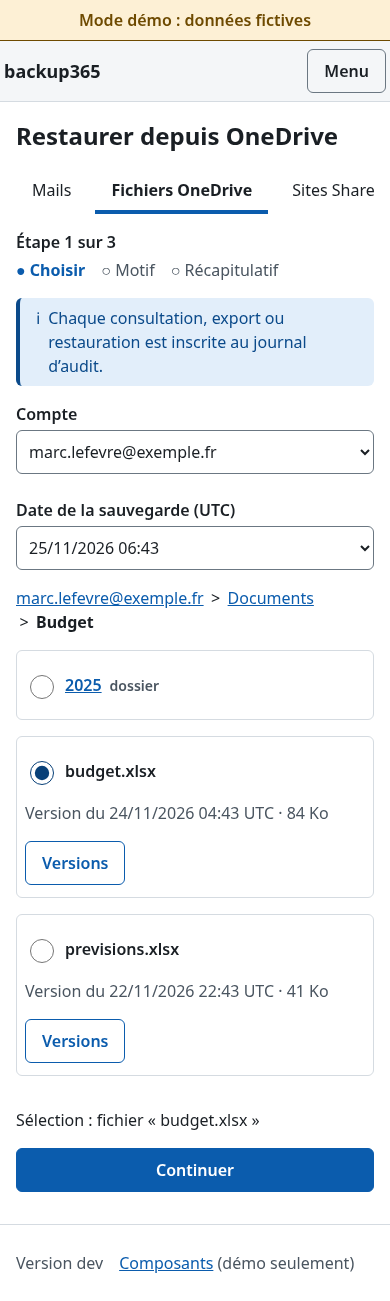 Mode démo : données fictives
backup365
Menu
Restaurer depuis OneDrive
Mails Fichiers OneDrive Sites Share
Étape 1 sur 3
● Choisir ○ Motif ○ Récapitulatif
i Chaque consultation, export ou
restauration est inscrite au journal
d’audit.
Compte
marc.lefevre@exemple.fr
Date de la sauvegarde (UTC)
25/11/2026 06:43
marc.lefevre@exemple.fr > Documents
> Budget
2025 dossier
budget.xlsx
Version du 24/11/2026 04:43 UTC · 84 Ko
Versions
previsions.xlsx
Version du 22/11/2026 22:43 UTC · 41 Ko
Versions
Sélection : fichier « budget.xlsx »
Continuer
Version dev Composants (démo seulement)